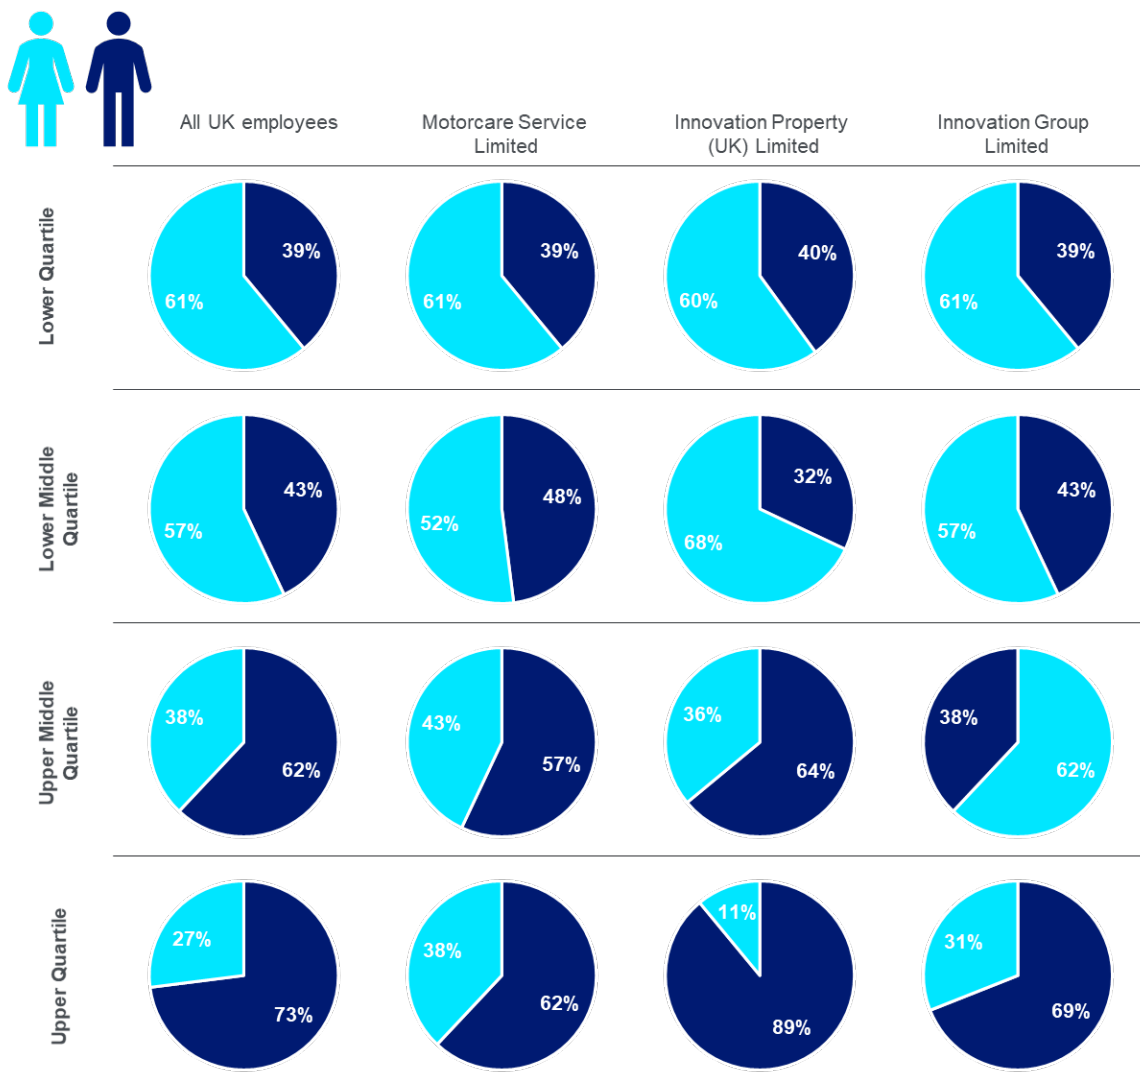 All UK employees
Motorcare Service
Limited
Innovation Property
(UK) Limited
Innovation Group
Limited
Lower Quartile
39%
61%
39%
61%
40%
60%
39%
61%
Lower Middle
Quartile
43%
57%
48%
52%
32%
68%
43%
57%
Upper Middle
Quartile
38%
62%
43%
57%
36%
64%
38%
62%
Upper Quartile
27%
73%
38%
62%
11%
89%
31%
69%